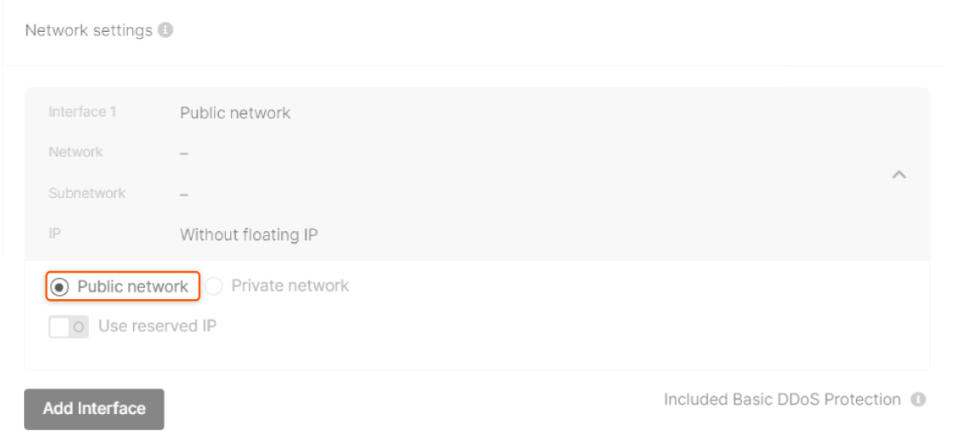 Network settings
Interface 1 Public network
Network –
Subnetwork –
IP Without floating IP
Public network Private network
Use reserved IP
Add Interface Included Basic DDoS Protection